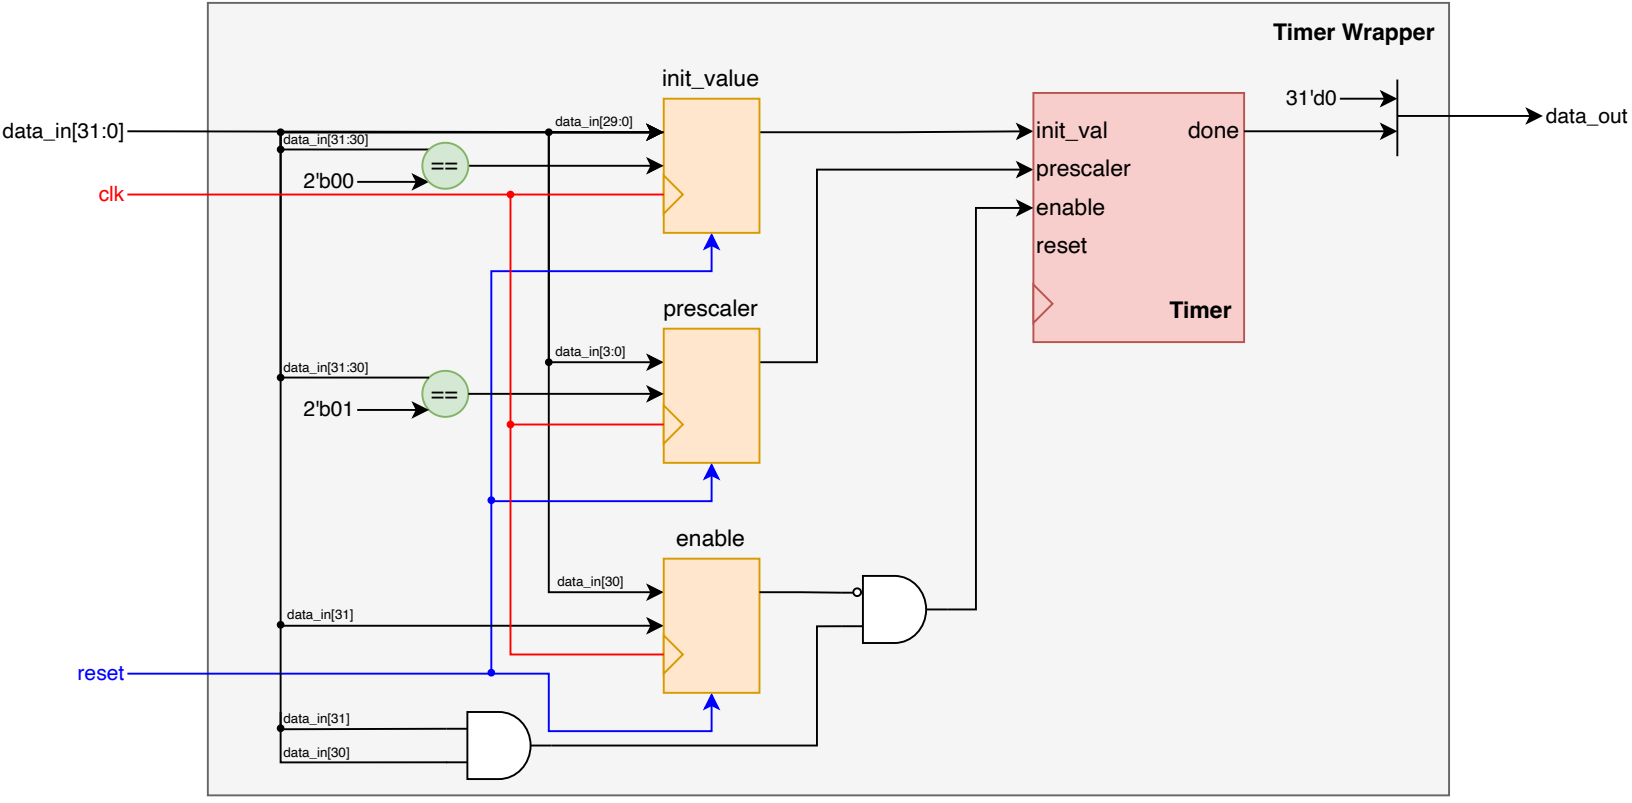 Timer Wrapper
init_value
31'd0
data_in[31:0]
data_in[29:0]
init_val
done
data_out
data_in[31:30]
==
prescaler
2'b00
clk
enable
reset
prescaler
Timer
data_in[3:0]
data_in[31:30]
==
2'b01
enable
data_in[30]
data_in[31]
reset
data_in[31]
data_in[30]